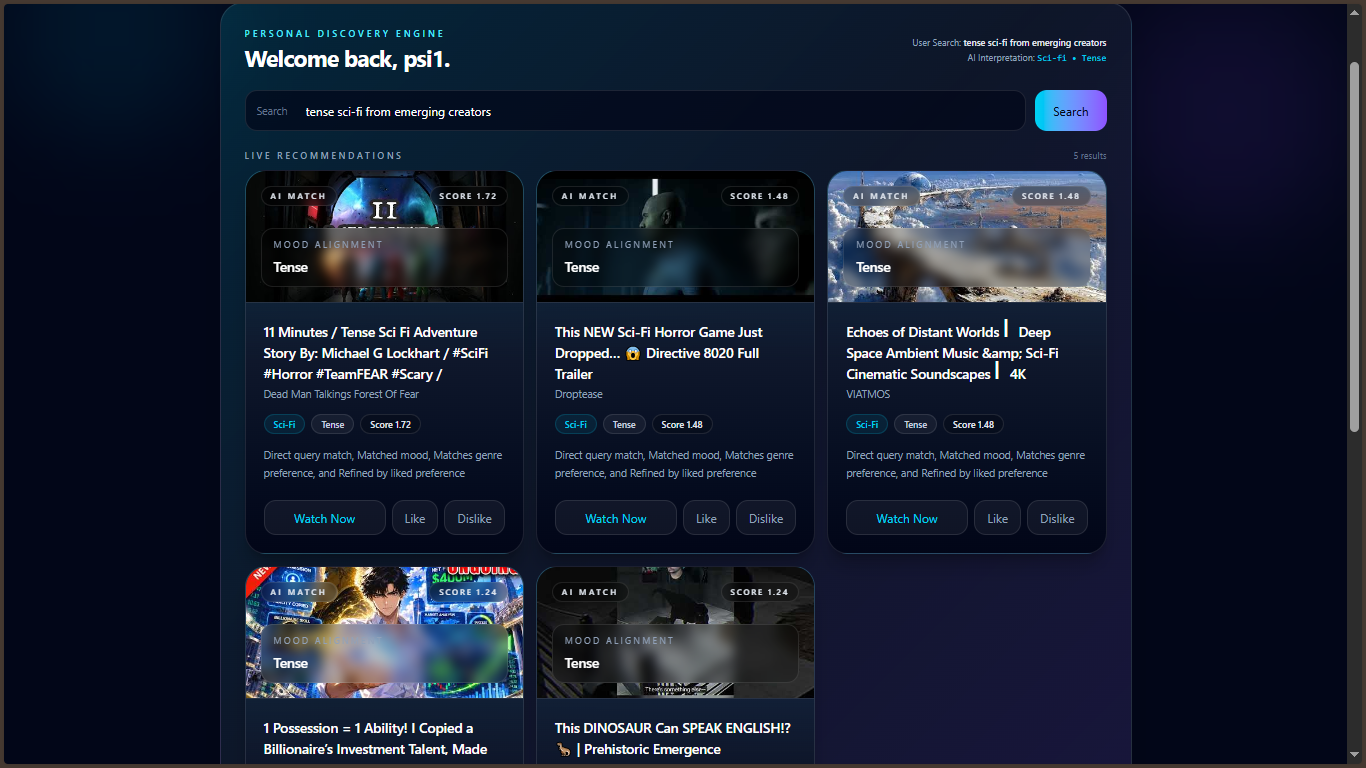 PERSONAL DISCOVERY ENGINE
Welcome back, psi1.
User Search: tense sci-fi from emerging creators
AI Interpretation: Sci-fi • Tense
Search
tense sci-fi from emerging creators
Search
LIVE RECOMMENDATIONS
5 results
AI MATCH
SCORE 1.72
II
MOOD ALIGNMENT
Tense
11 Minutes / Tense Sci Fi Adventure
Story By: Michael G Lockhart / #SciFi
#Horror #TeamFEAR #Scary /
Dead Man Talkings Forest Of Fear
Sci-Fi
Tense
Score 1.72
Direct query match, Matched mood, Matches genre
preference, and Refined by liked preference
Watch Now
Like
Dislike
AI MATCH
SCORE 1.48
MOOD ALIGNMENT
Tense
This NEW Sci-Fi Horror Game Just
Dropped... 😱 Directive 8020 Full
Trailer
Droptease
Sci-Fi
Tense
Score 1.48
Direct query match, Matched mood, Matches genre
preference, and Refined by liked preference
Watch Now
Like
Dislike
AI MATCH
SCORE 1.48
MOOD ALIGNMENT
Tense
Echoes of Distant Worlds ┃ Deep
Space Ambient Music &amp; Sci-Fi
Cinematic Soundscapes ┃ 4K
VIATMOS
Sci-Fi
Tense
Score 1.48
Direct query match, Matched mood, Matches genre
preference, and Refined by liked preference
Watch Now
Like
Dislike
NEW
AI MATCH
SCORE 1.24
ONGOING
$400M
MOOD ALIGNMENT
Tense
1 Possession = 1 Ability! I Copied a
Billionaire’s Investment Talent, Made
AI MATCH
SCORE 1.24
MOOD ALIGNMENT
Tense
There's something else—
This DINOSAUR Can SPEAK ENGLISH!?
🦕 | Prehistoric Emergence